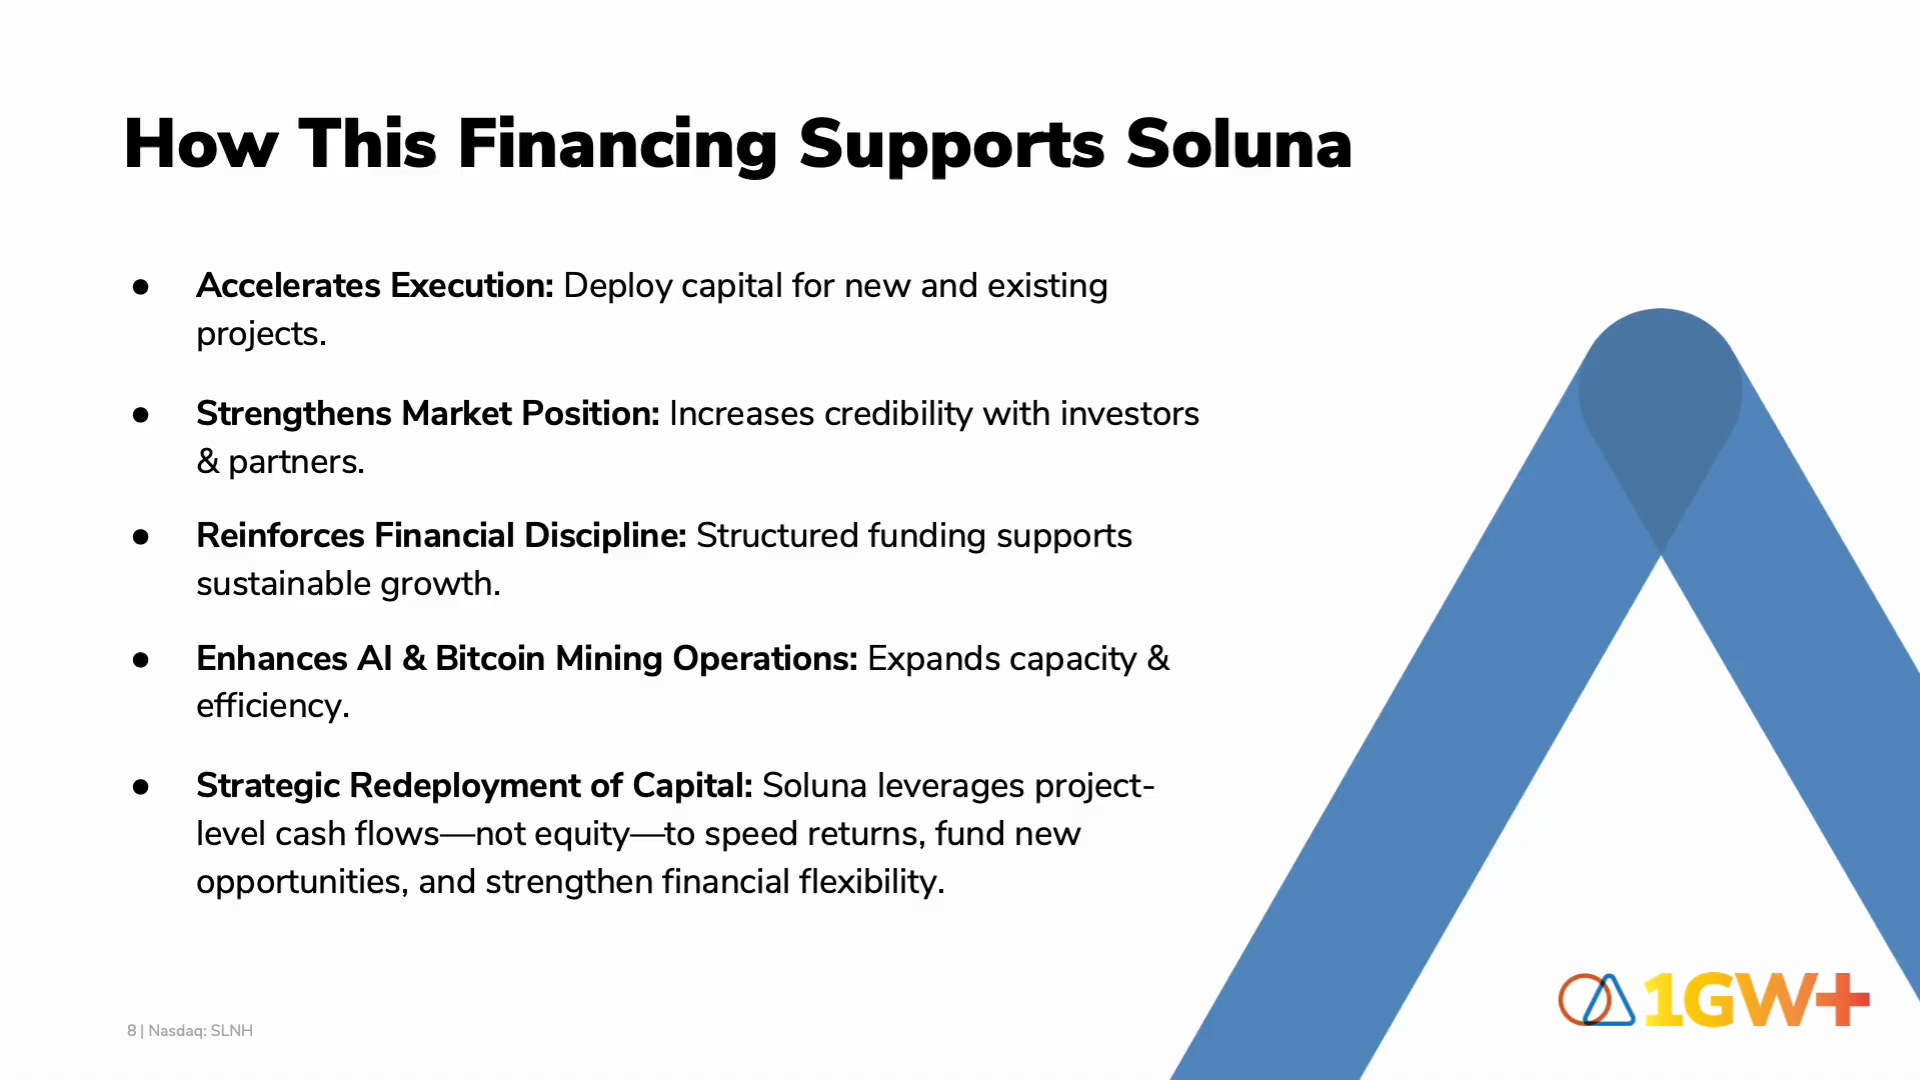 How This Financing Supports Soluna
● Accelerates Execution: Deploy capital for new and existing
projects.
● Strengthens Market Position: Increases credibility with investors
& partners.
● Reinforces Financial Discipline: Structured funding supports
sustainable growth.
● Enhances AI & Bitcoin Mining Operations: Expands capacity &
efficiency.
● Strategic Redeployment of Capital: Soluna leverages project-
level cash flows—not equity—to speed returns, fund new
opportunities, and strengthen financial flexibility.
8 | Nasdaq: SLNH
1GW+